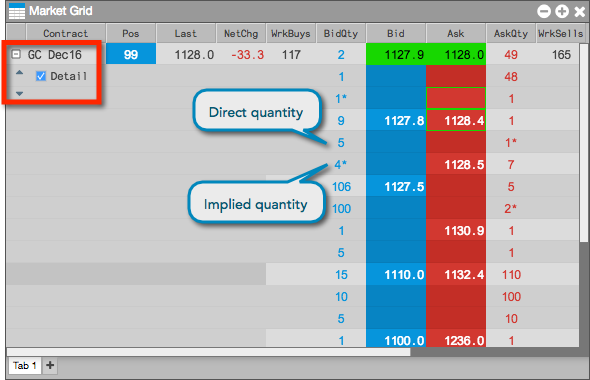 Market Grid
Contract Pos Last NetChg WrkBuys BidQty Bid Ask AskQty WrkSells
GC Dec16 99 1128.0 -33.3 117 2 1127.9 1128.0 49 165
Detail 1 48
1* 1
9 1127.8 1128.4 1
Direct quantity
5 1*
4* 1128.5 7
106 1127.5 5
Implied quantity
100 2*
1 1130.9 1
5 1
15 1110.0 1132.4 110
10 100
5 10
1 1100.0 1236.0 1
Tab 1